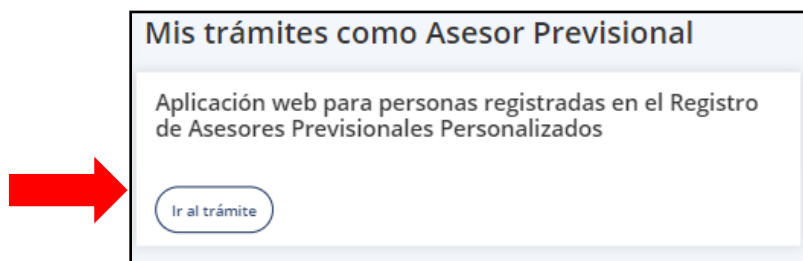 Mis trámites como Asesor Previsional
Aplicación web para personas registradas en el Registro
de Asesores Previsionales Personalizados
Ir al trámite